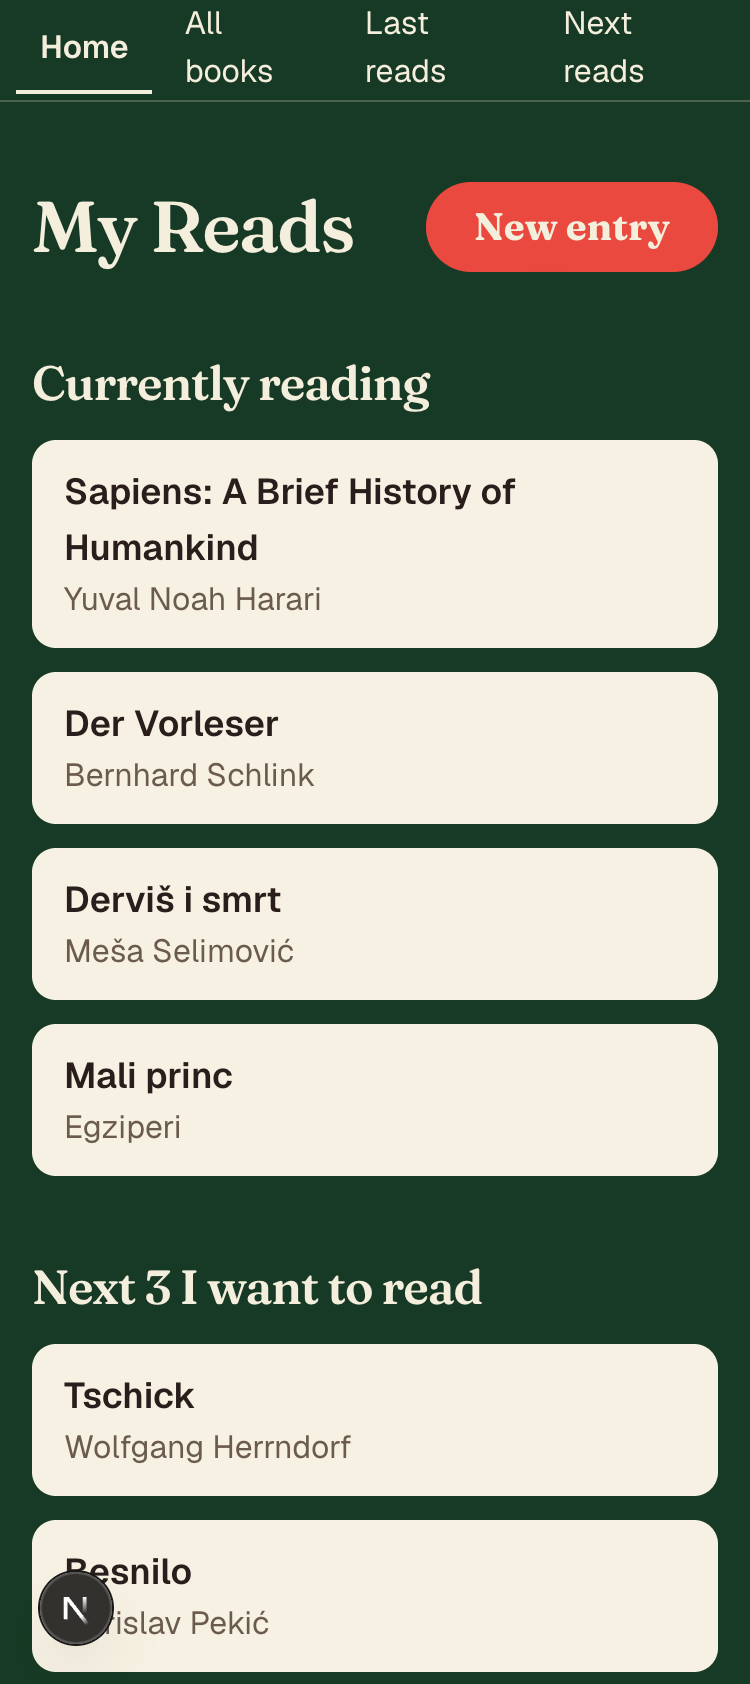 Home
All books
Last reads
Next reads
My Reads
New entry
Currently reading
Sapiens: A Brief History of
Humankind
Yuval Noah Harari
Der Vorleser
Bernhard Schlink
Derviš i smrt
Meša Selimović
Mali princ
Egziperi
Next 3 I want to read
Tschick
Wolfgang Herrndorf
Besnilo
Pekić
N